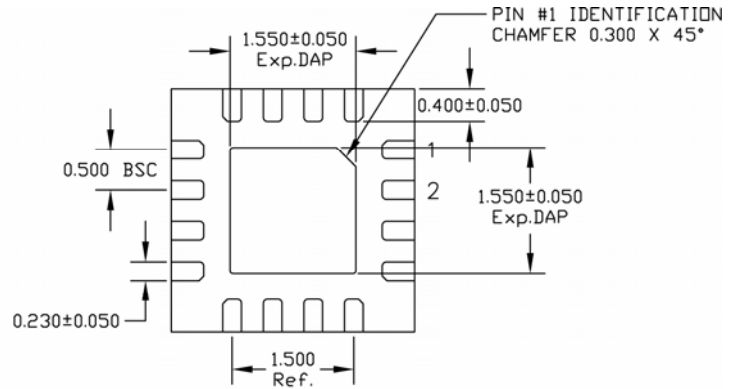 PIN #1 IDENTIFICATION
CHAMFER 0.300 X 45°
1.550±0.050
Exp.DAP
0.400±0.050
1
0.500 BSC
2
1.550±0.050
Exp.DAP
0.230±0.050
1.500
Ref.